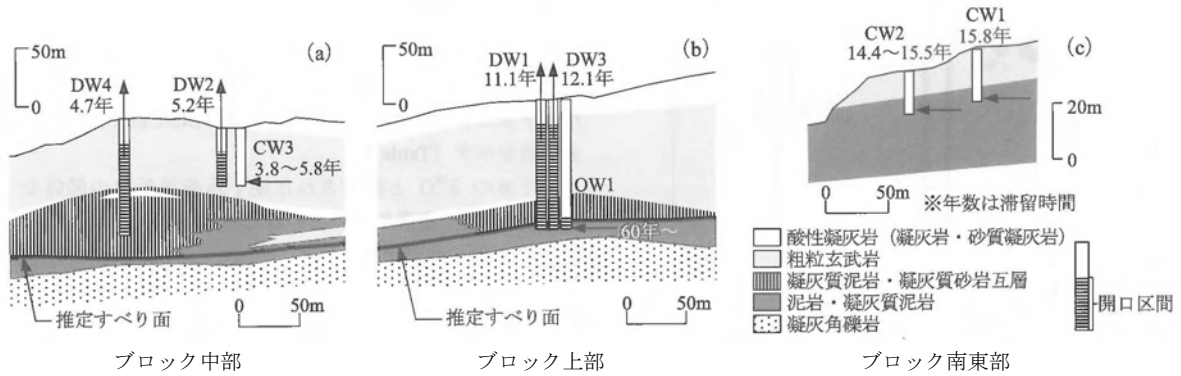 50m
0
(a)
DW4
4.7年
DW2
5.2年
CW3
3.8～5.8年
推定すべり面
0 50m
ブロック中部
50m
0
(b)
DW1
11.1年
DW3
12.1年
OW1
60年～
推定すべり面
0 50m
ブロック上部
(c)
CW1
15.8年
CW2
14.4～15.5年
20m
0
0 50m
※年数は滞留時間
酸性凝灰岩（凝灰岩・砂質凝灰岩）
粗粒玄武岩
凝灰質泥岩・凝灰質砂岩互層
泥岩・凝灰質泥岩
凝灰角礫岩
開口区間
ブロック南東部